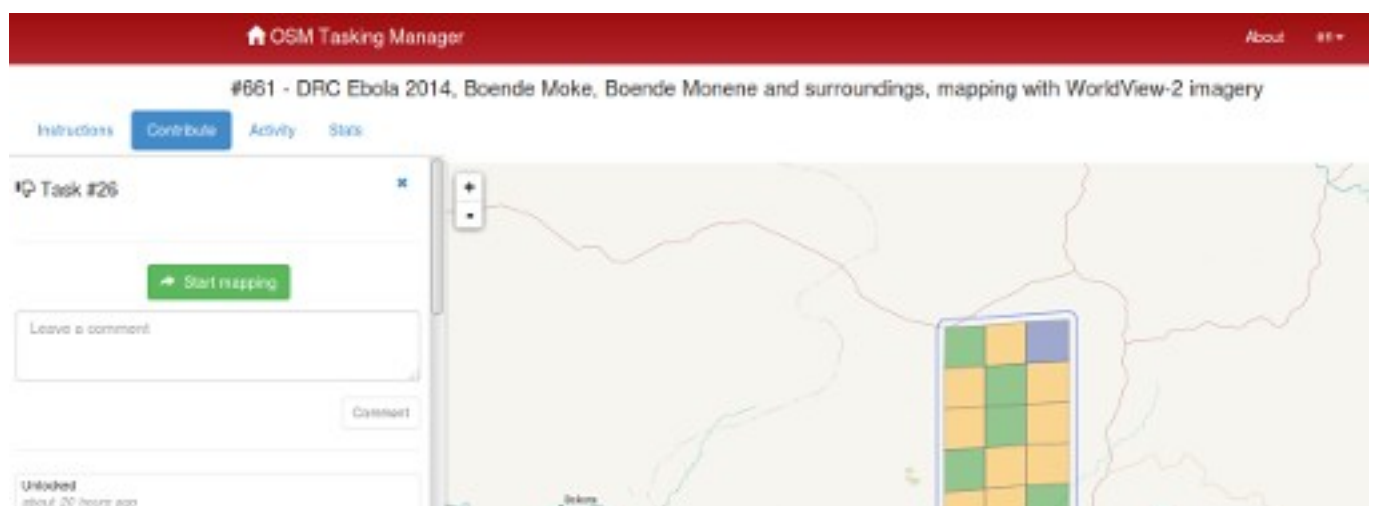 OSM Tasking Manager
About
en
#661 - DRC Ebola 2014, Boende Moke, Boende Monene and surroundings, mapping with WorldView-2 imagery
Instructions Contribute Activity Stats
Task #26
+
-
Start mapping
Leave a comment
Comment
Unlocked
about 20 hours ago